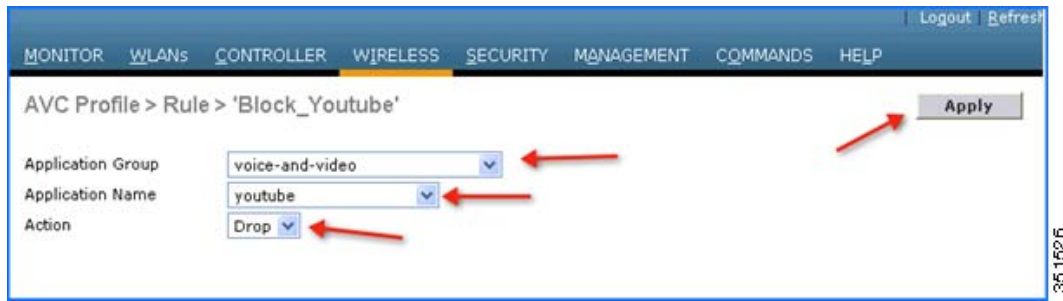 Logout Refresh
MONITOR WLANs CONTROLLER WIRELESS SECURITY MANAGEMENT COMMANDS HELP
AVC Profile > Rule > 'Block_Youtube'
Apply
Application Group voice-and-video
Application Name youtube
Action Drop
351526